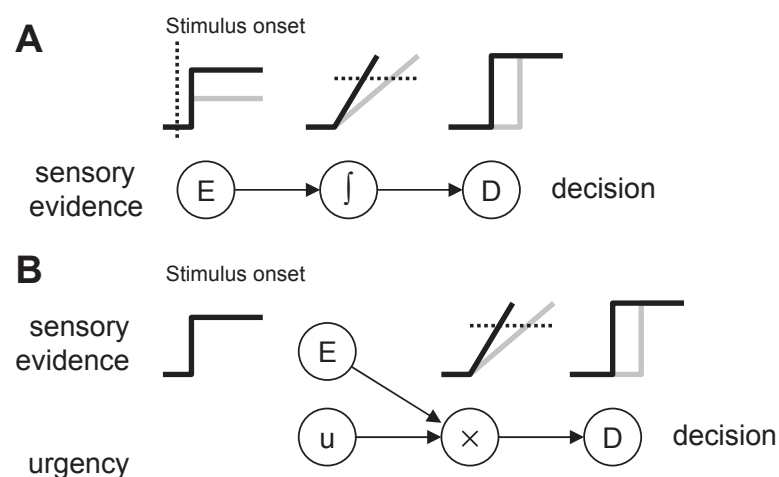 A
Stimulus onset
sensory
evidence
E
∫
D
decision
B
Stimulus onset
sensory
evidence
E
u
×
D
decision
urgency